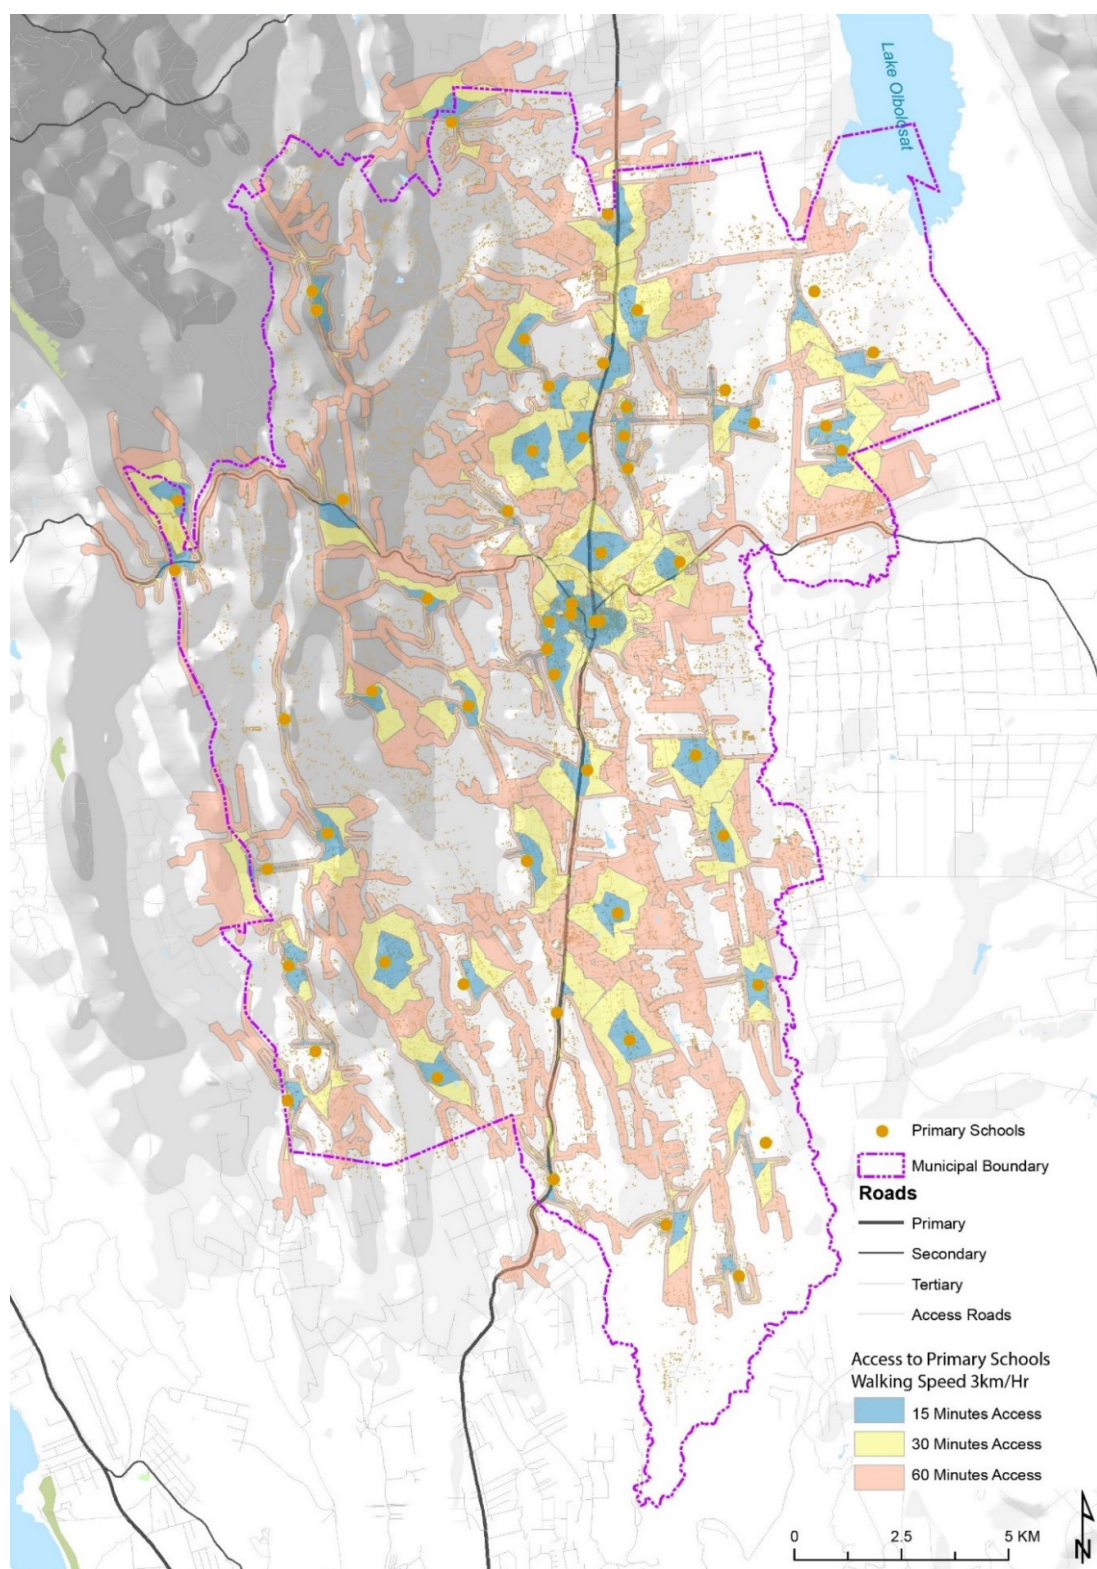 Lake Olbolosat
Primary Schools
Municipal Boundary
Roads
Primary
Secondary
Tertiary
Access Roads
Access to Primary Schools
Walking Speed 3km/Hr
15 Minutes Access
30 Minutes Access
60 Minutes Access
0 2.5 5 KM
N